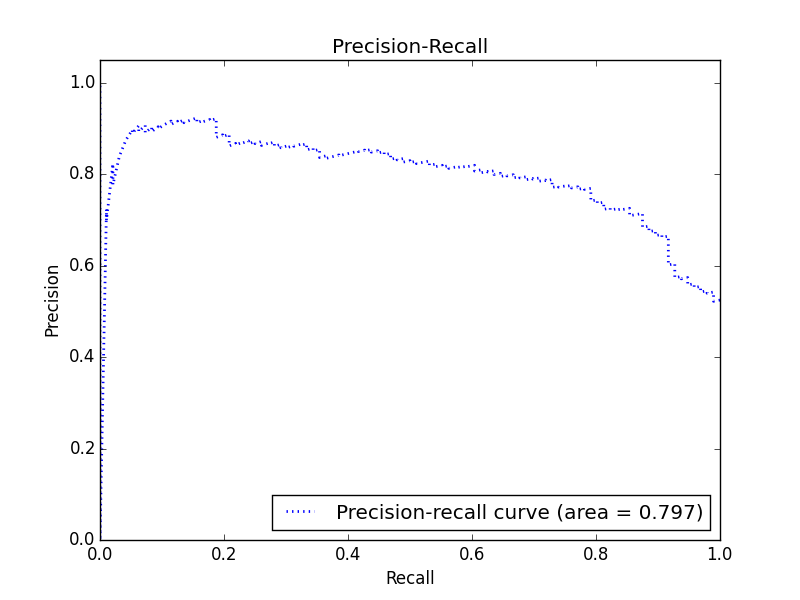 Precision-Recall
1.0
0.8
0.6
0.4
0.2
0.0
Precision
Precision-recall curve (area = 0.797)
0.0 0.2 0.4 0.6 0.8 1.0
Recall